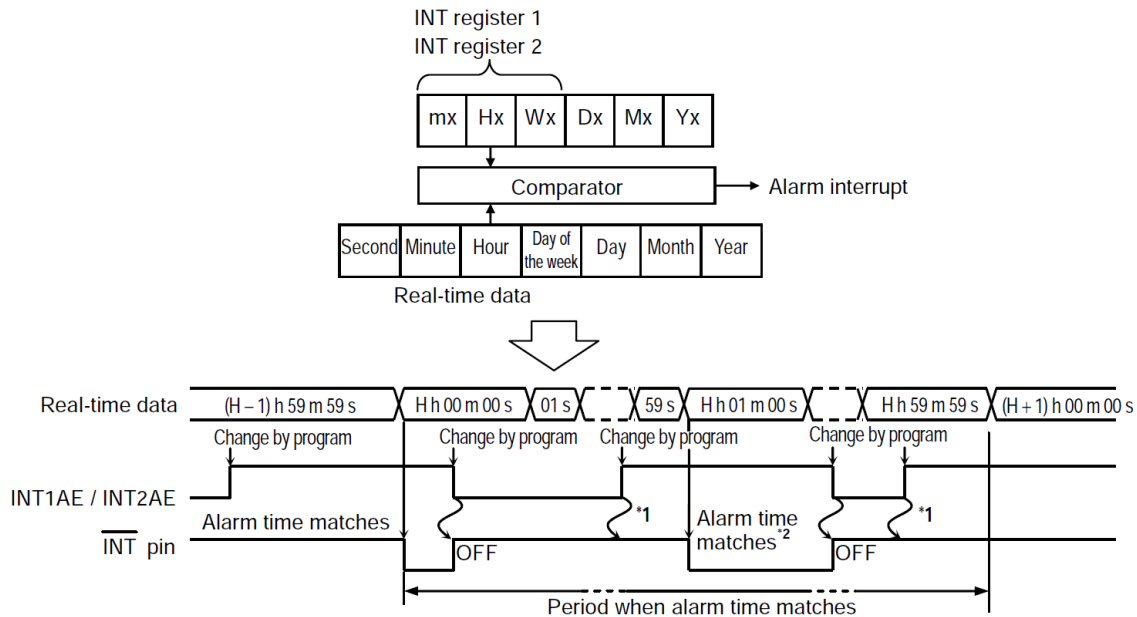 INT register 1
INT register 2
mx Hx Wx Dx Mx Yx
Comparator
Alarm interrupt
Second Minute Hour Day of the week Day Month Year
Real-time data
Real-time data
(H – 1) h 59 m 59 s
H h 00 m 00 s
01 s
59 s
H h 01 m 00 s
H h 59 m 59 s
(H + 1) h 00 m 00 s
Change by program
Change by program
Change by program
Change by program
INT1AE / INT2AE
*1
*1
Alarm time matches
Alarm time
matches*2
INT pin
OFF
OFF
Period when alarm time matches